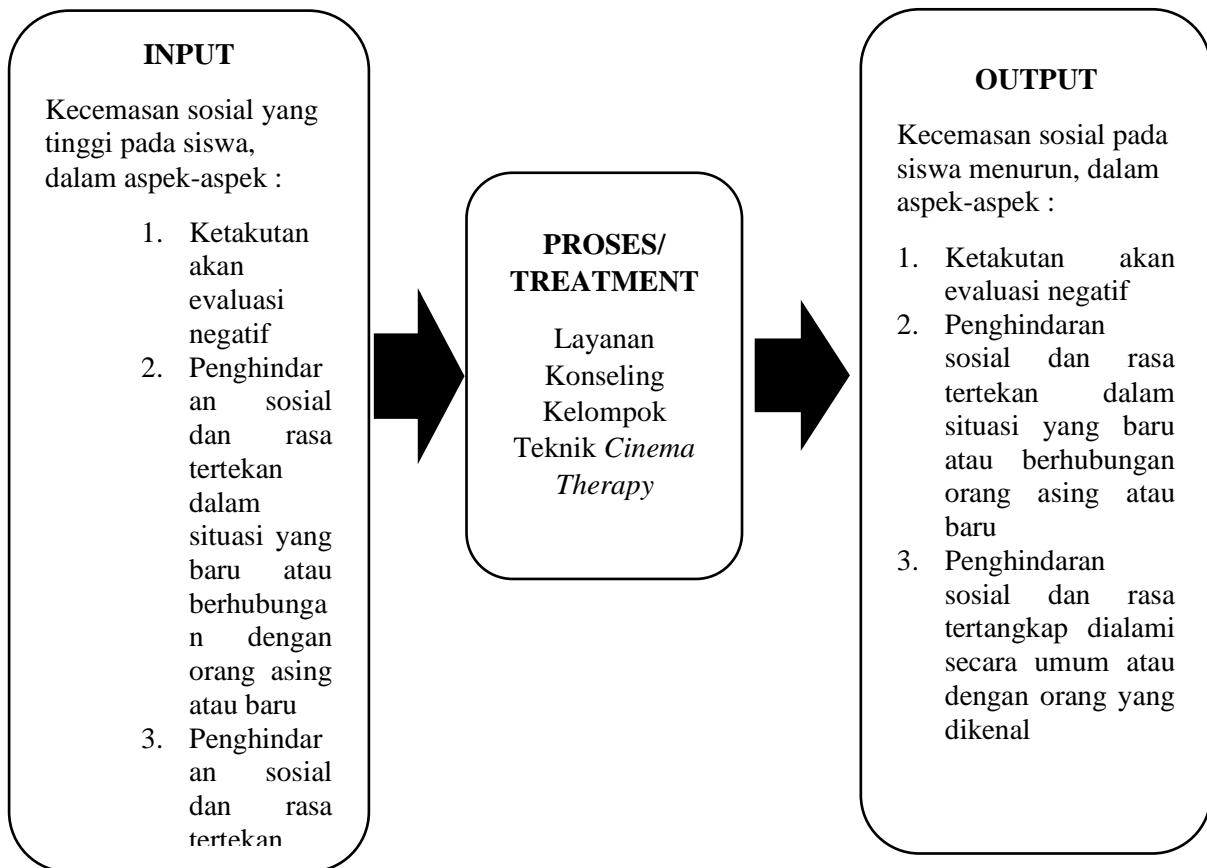 INPUT
Kecemasan sosial yang
tinggi pada siswa,
dalam aspek-aspek :
1. Ketakutan
akan
evaluasi
negatif
2. Penghindar
an sosial
dan rasa
tertekan
dalam
situasi yang
baru atau
berhubunga
n dengan
orang asing
atau baru
3. Penghindar
an sosial
dan rasa
tertekan
PROSES/
TREATMENT
Layanan
Konseling
Kelompok
Teknik Cinema
Therapy
OUTPUT
Kecemasan sosial pada
siswa menurun, dalam
aspek-aspek :
1. Ketakutan akan
evaluasi negatif
2. Penghindaran
sosial dan rasa
tertekan dalam
situasi yang baru
atau berhubungan
orang asing atau
baru
3. Penghindaran
sosial dan rasa
tertangkap dialami
secara umum atau
dengan orang yang
dikenal